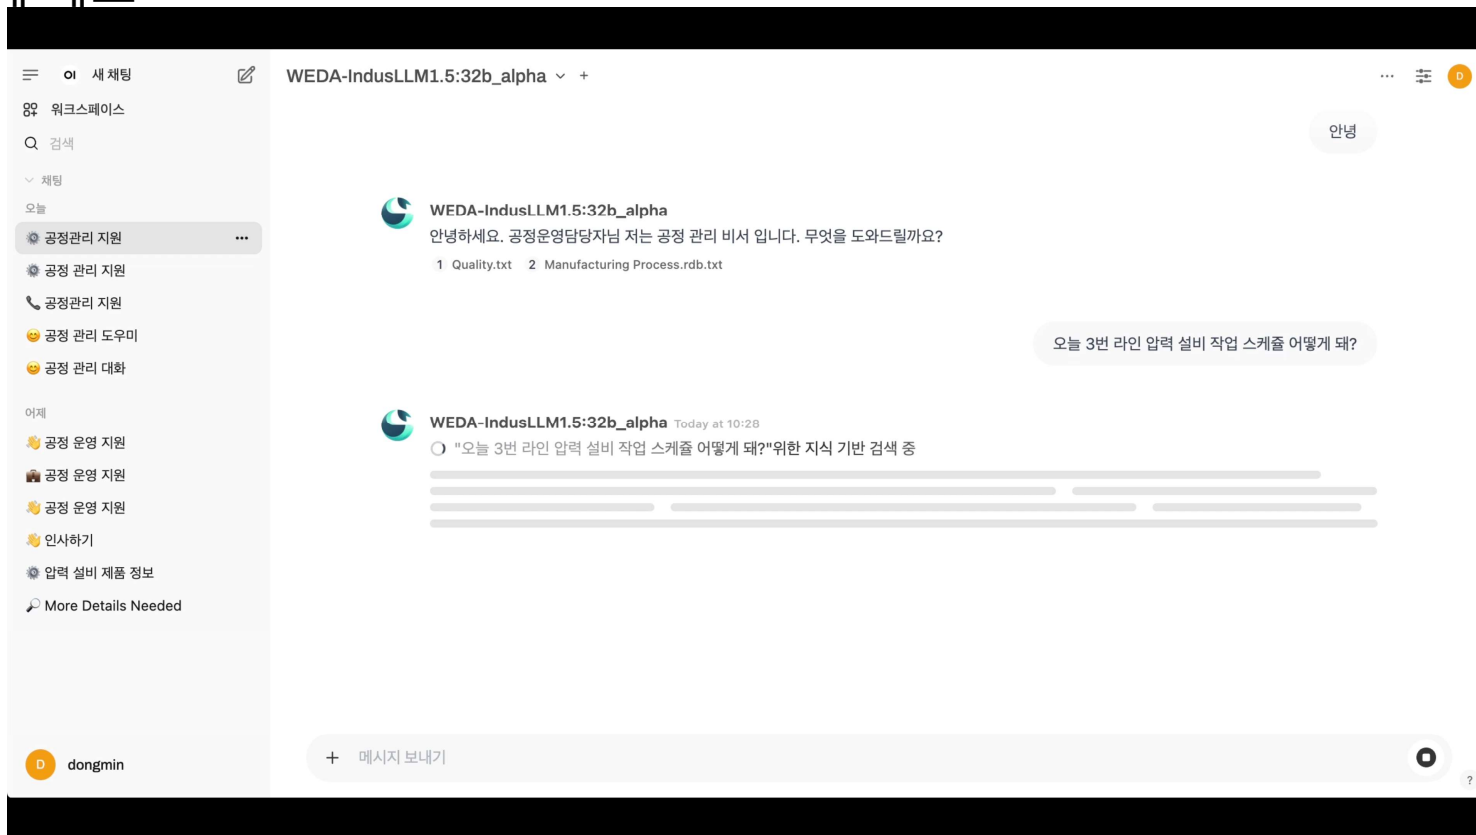 OI 새 채팅
워크스페이스
검색
채팅
오늘
공정관리 지원
공정 관리 지원
공정관리 지원
공정 관리 도우미
공정 관리 대화
어제
공정 운영 지원
공정 운영 지원
공정 운영 지원
인사하기
압력 설비 제품 정보
More Details Needed
D dongmin
WEDA-IndusLLM1.5:32b_alpha
D
안녕
WEDA-IndusLLM1.5:32b_alpha
안녕하세요. 공정운영담당자님 저는 공정 관리 비서 입니다. 무엇을 도와드릴까요?
1 Quality.txt 2 Manufacturing Process.rdb.txt
오늘 3번 라인 압력 설비 작업 스케쥴 어떻게 돼?
WEDA-IndusLLM1.5:32b_alpha Today at 10:28
"오늘 3번 라인 압력 설비 작업 스케쥴 어떻게 돼?"위한 지식 기반 검색 중
메시지 보내기
?